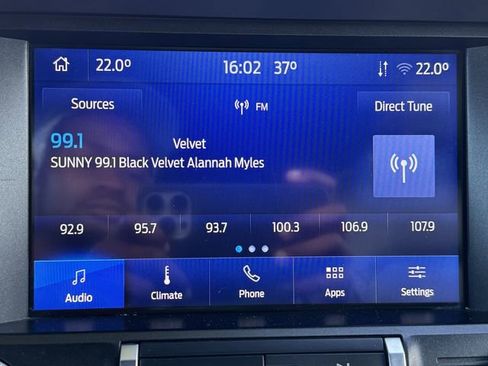 22.0° 16:02 37° 22.0°
Sources FM Direct Tune
99.1 Velvet
SUNNY 99.1 Black Velvet Alannah Myles
92.9 95.7 93.7 100.3 106.9 107.9
Audio Climate Phone Apps Settings